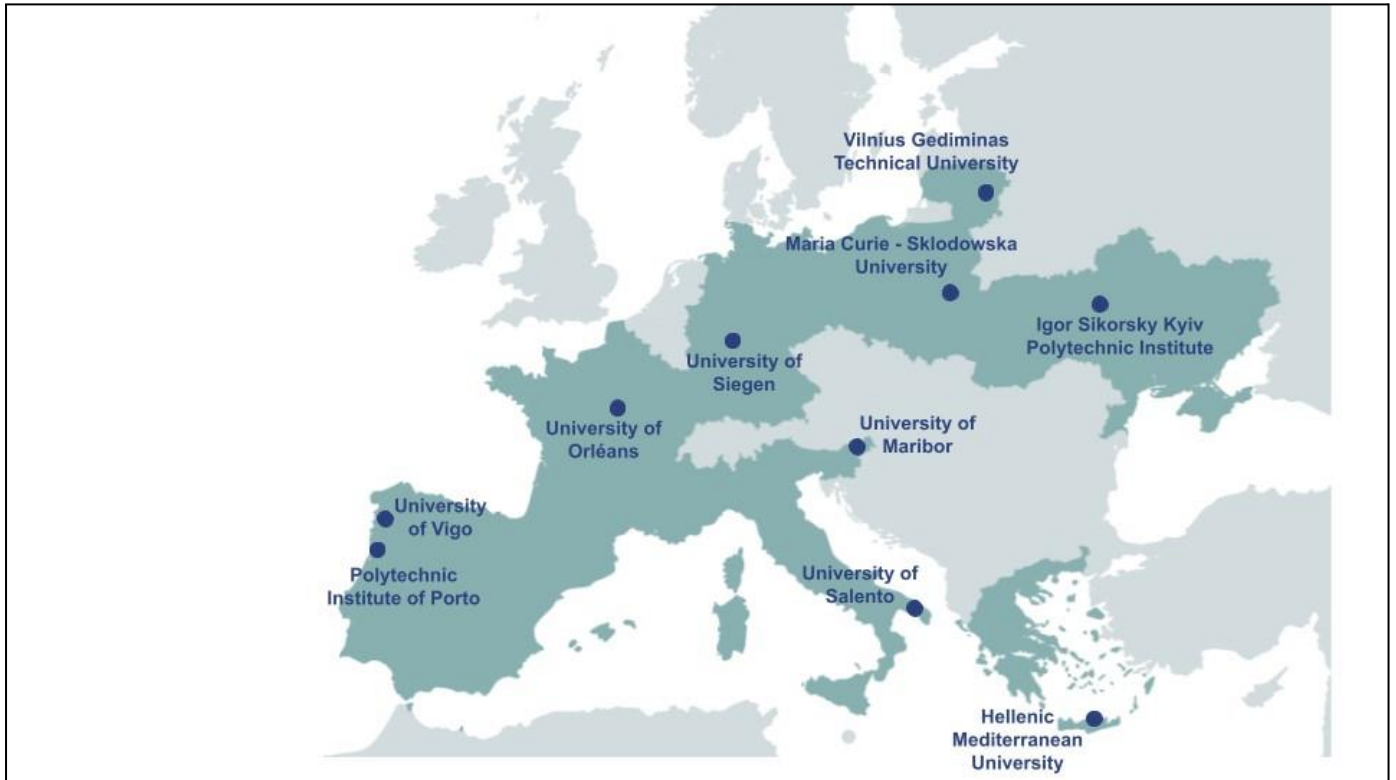 Vilnius Gediminas
Technical University
Maria Curie - Sklodowska
University
Igor Sikorsky Kyiv
Polytechnic Institute
University of
Siegen
University of
Orléans
University of
Maribor
University
of Vigo
Polytechnic
Institute of Porto
University of
Salento
Hellenic
Mediterranean
University